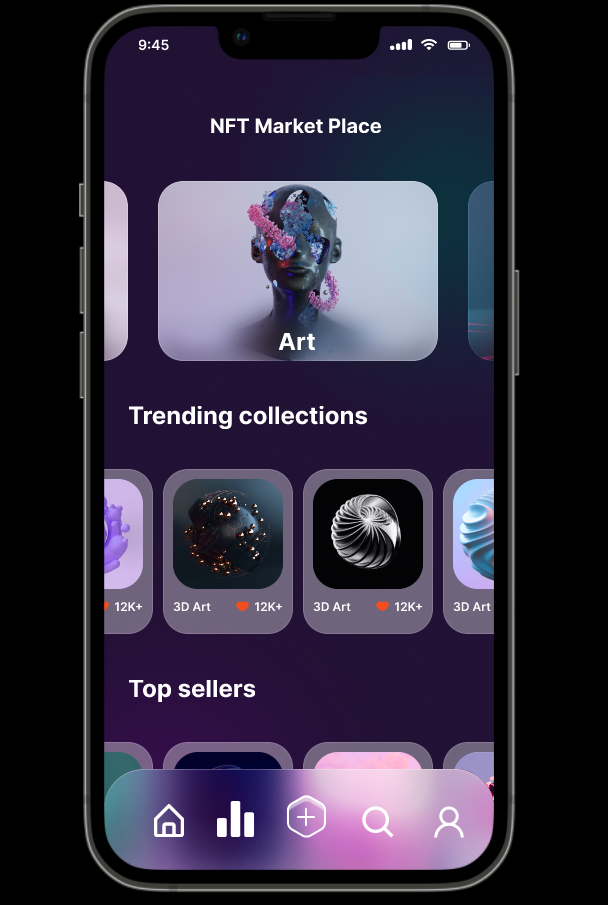 9:45
NFT Market Place
Art
Trending collections
12K+
3D Art 12K+
3D Art 12K+
3D Art
Top sellers